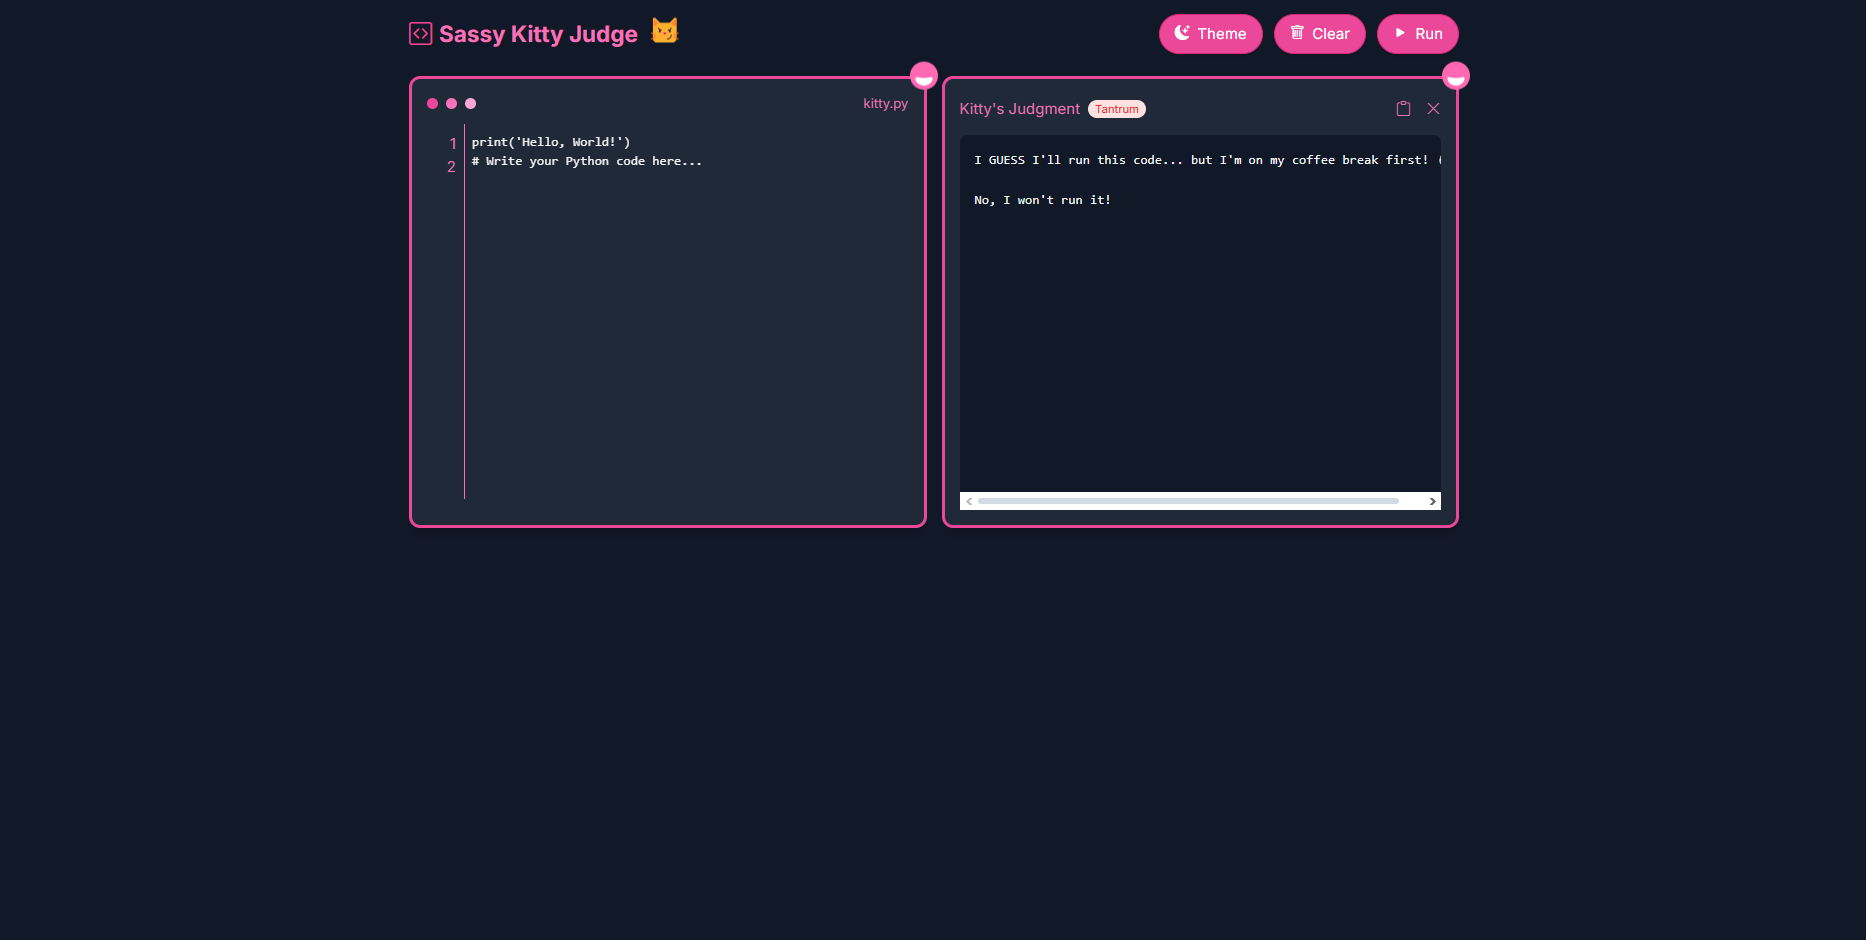 Sassy Kitty Judge
Theme
Clear
Run
kitty.py
1 print('Hello, World!')
2 # Write your Python code here...
Kitty's Judgment
Tantrum
I GUESS I'll run this code... but I'm on my coffee break first!
No, I won't run it!